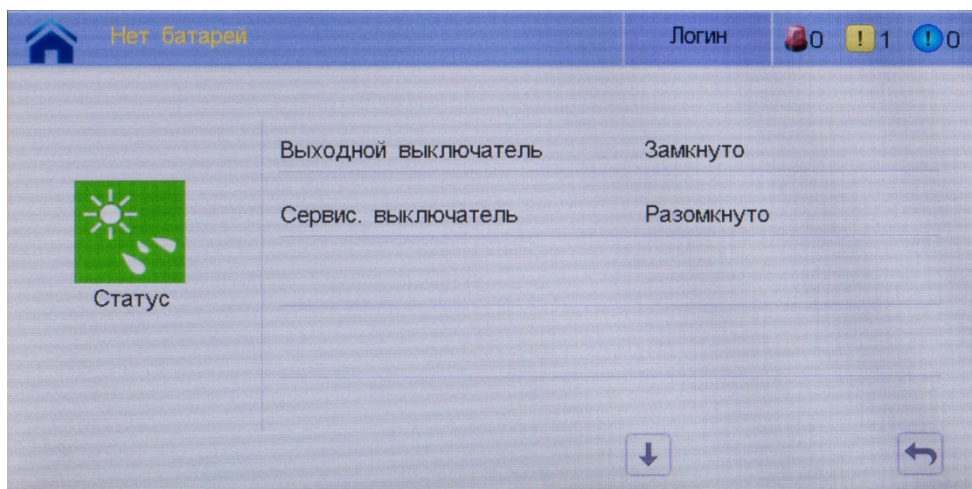 Нет батарей
Логин
0
! 1
! 0
Выходной выключатель Замкнуто
Сервис. выключатель Разомкнуто
Статус